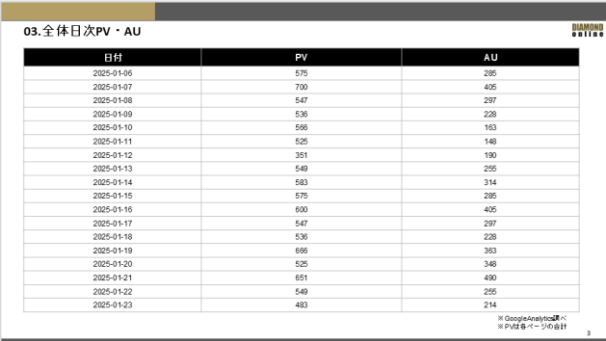 03.全体日次PV・AU
DIAMOND
online
日付 PV AU
2025-01-06 575 285
2025-01-07 700 405
2025-01-08 547 297
2025-01-09 536 228
2025-01-10 566 163
2025-01-11 525 148
2025-01-12 351 190
2025-01-13 549 255
2025-01-14 583 314
2025-01-15 575 285
2025-01-16 600 405
2025-01-17 547 297
2025-01-18 536 228
2025-01-19 666 363
2025-01-20 525 348
2025-01-21 651 490
2025-01-22 549 255
2025-01-23 483 214
※GoogleAnalytics調べ
※PVは各ページの合計
3